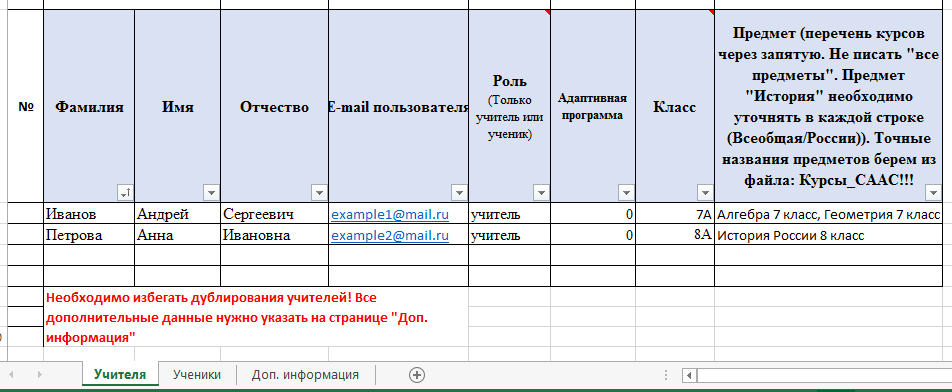 №
Фамилия
Имя
Отчество
E-mail пользователя
Роль
(Только
учитель или
ученик)
Адаптивная
программа
Класс
Предмет (перечень курсов
через запятую. Не писать "все
предметы". Предмет
"История" необходимо
уточнять в каждой строке
(Всеобщая/России)). Точные
названия предметов берем из
файла: Курсы_СААС!!!
Иванов Андрей Сергеевич example1@mail.ru учитель 0 7А Алгебра 7 класс, Геометрия 7 класс
Петрова Анна Ивановна example2@mail.ru учитель 0 8А История России 8 класс
Необходимо избегать дублирования учителей! Все
дополнительные данные нужно указать на странице "Доп.
информация"
Учителя Ученики Доп. информация